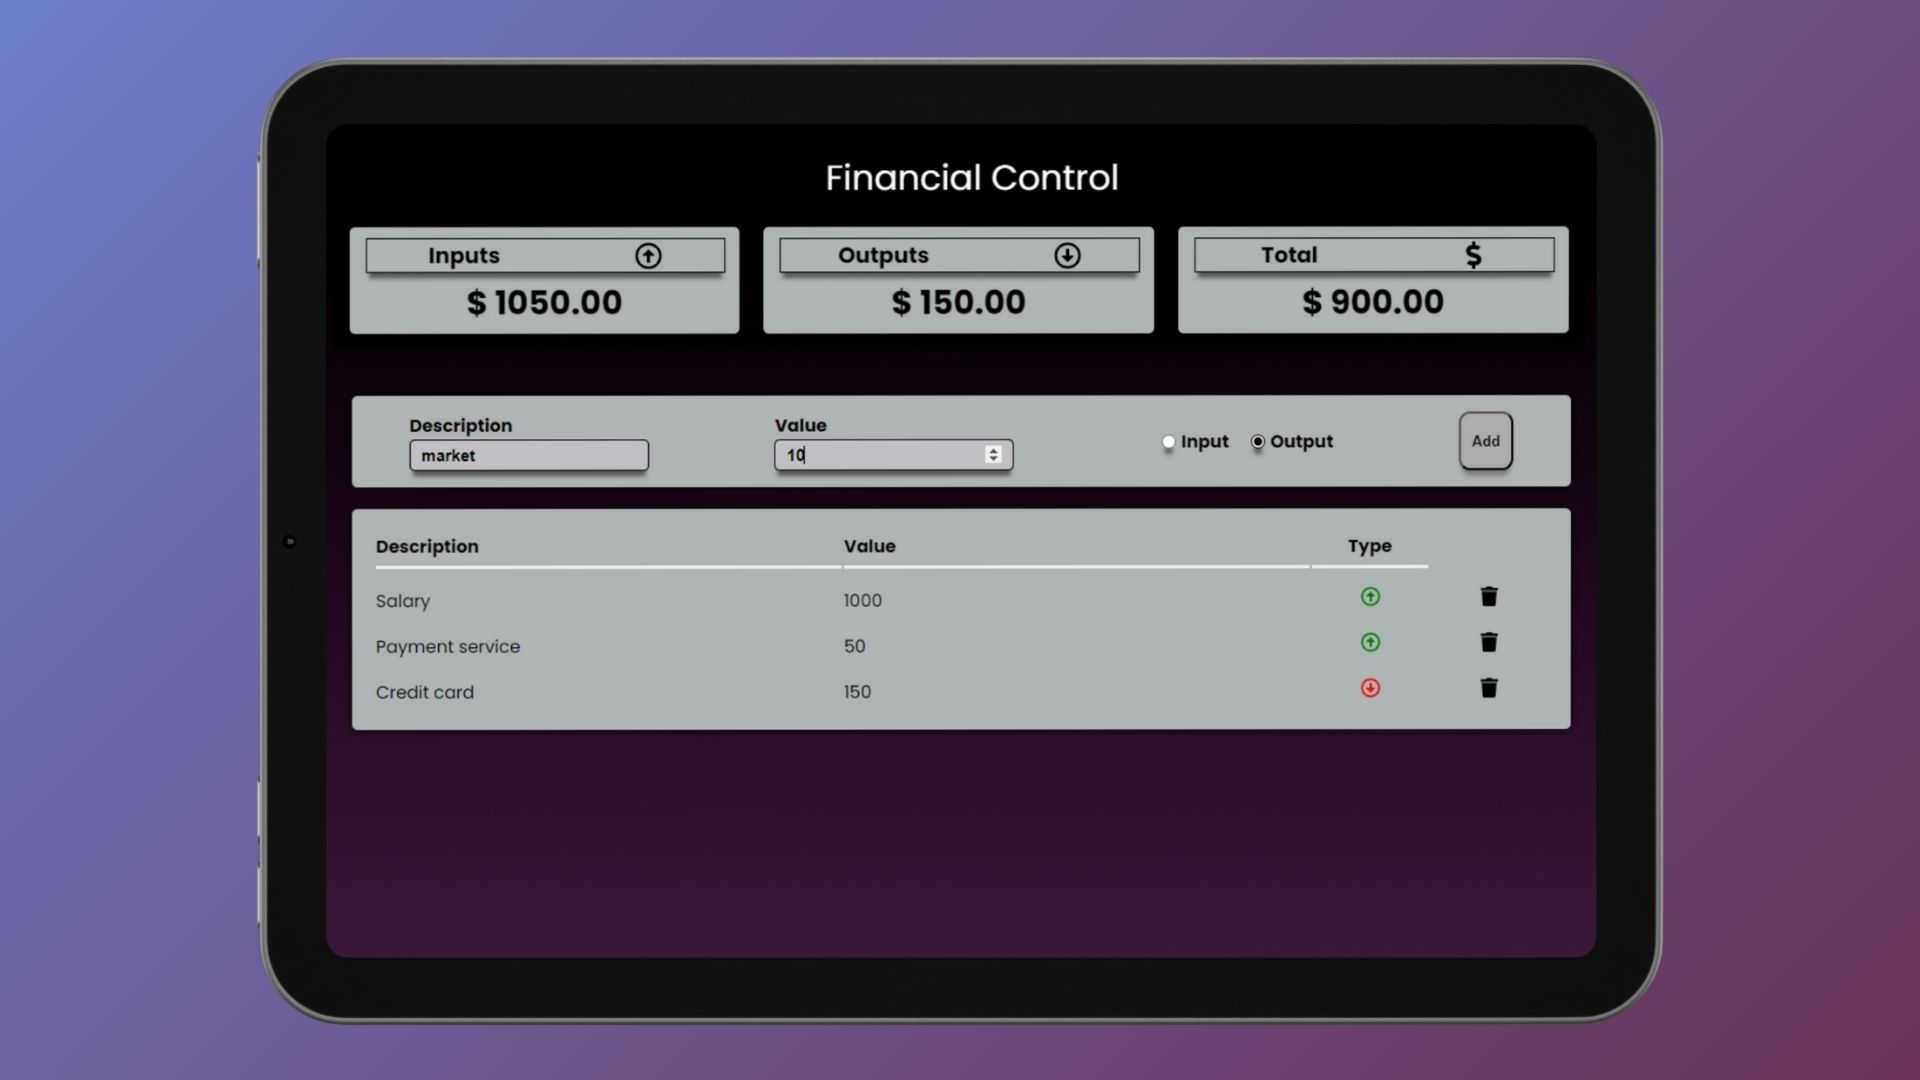 Financial Control
Inputs
$ 1050.00
Outputs
$ 150.00
Total $
$ 900.00
Description
market
Value
10
Input Output
Add
Description Value Type
Salary 1000
Payment service 50
Credit card 150